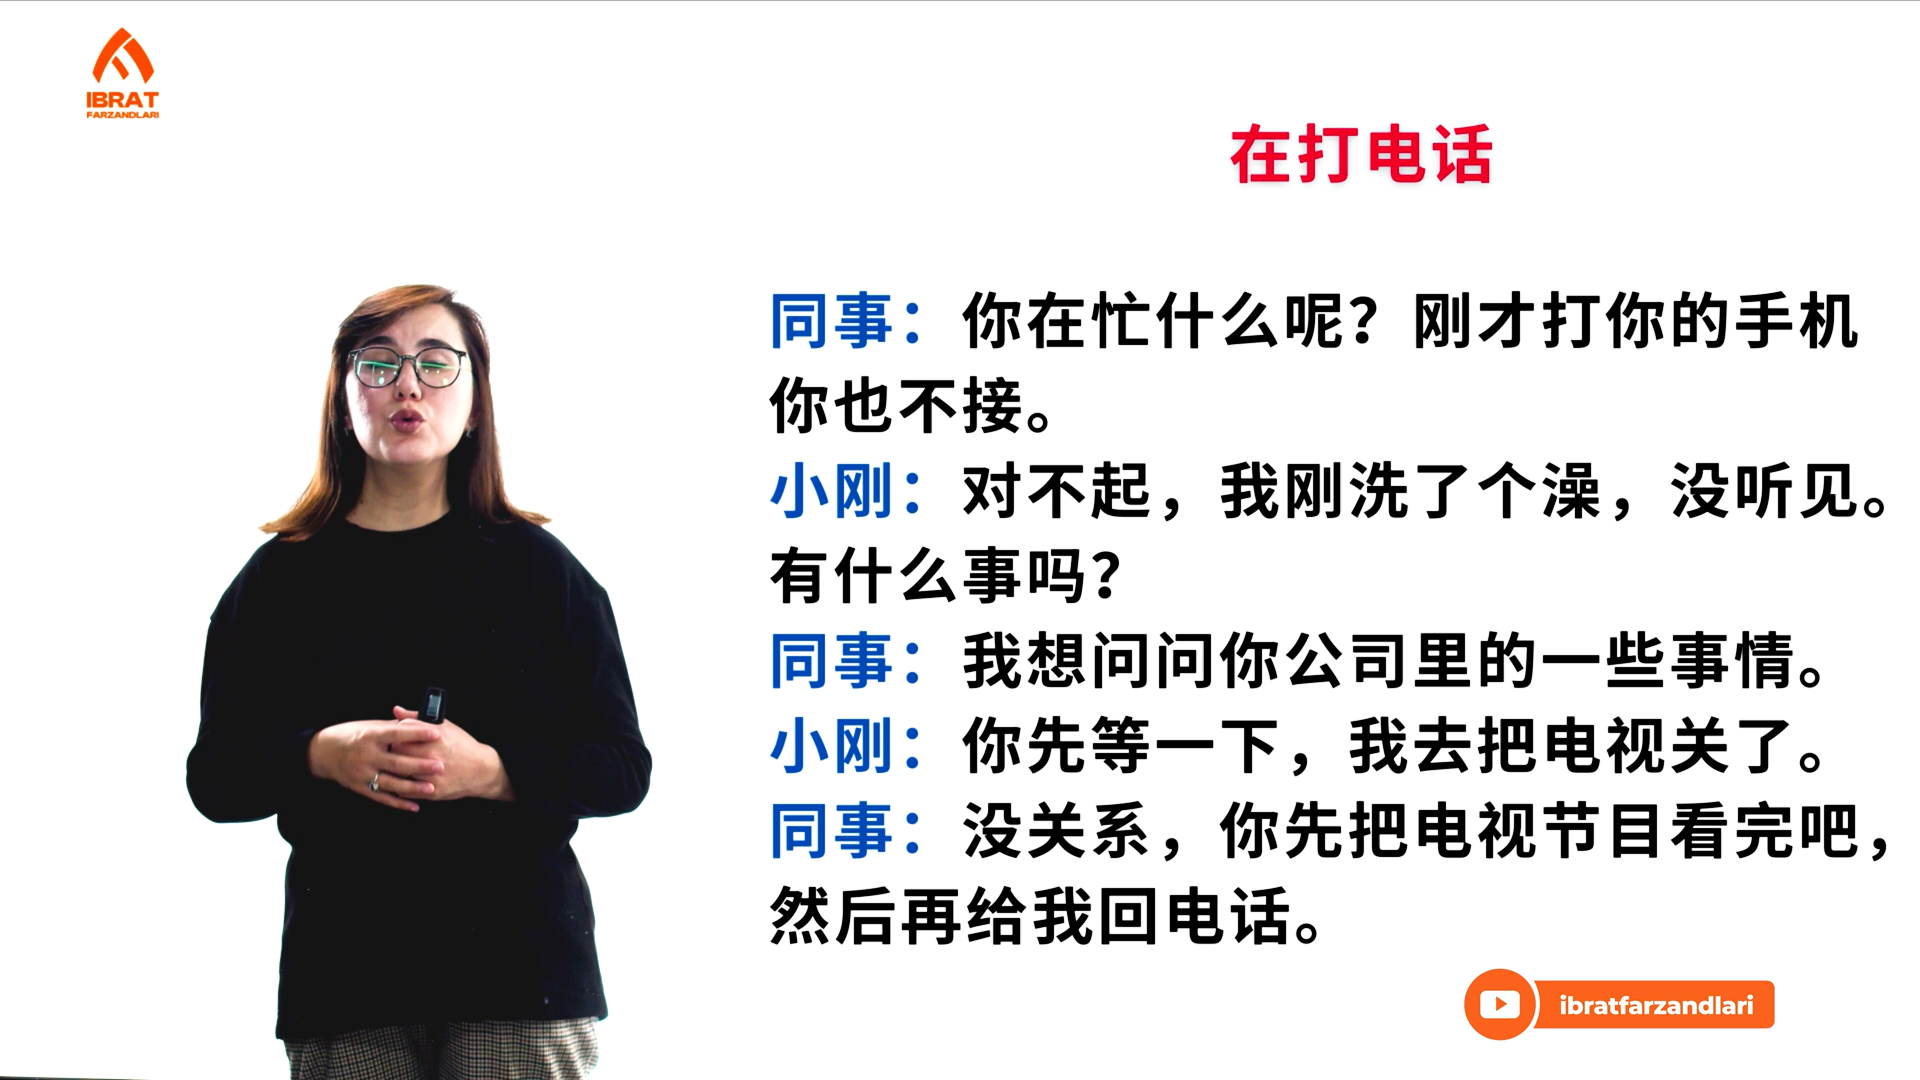 IBRAT
FARZANDLARI
在打电话
同事：你在忙什么呢？刚才打你的手机
你也不接。
小刚：对不起，我刚洗了个澡，没听见。
有什么事吗？
同事：我想问问你公司里的一些事情。
小刚：你先等一下，我去把电视关了。
同事：没关系，你先把电视节目看完吧，
然后再给我回电话。
ibratfarzandlari